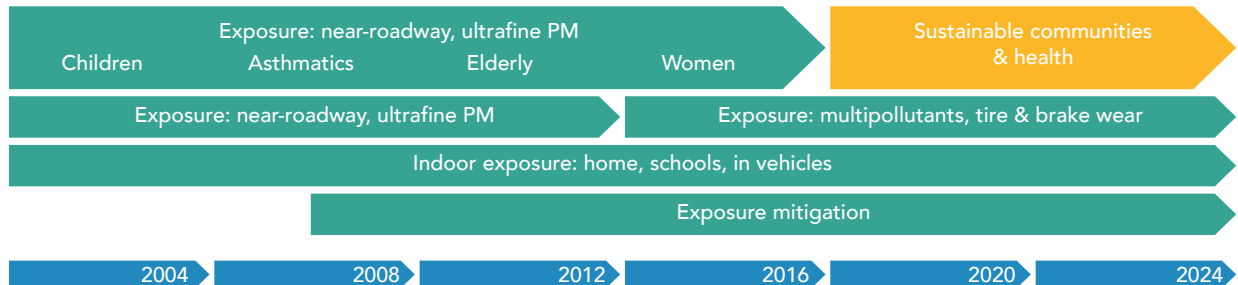 Exposure: near-roadway, ultrafine PM
Children Asthmatics Elderly Women
Sustainable communities
& health
Exposure: near-roadway, ultrafine PM
Exposure: multipollutants, tire & brake wear
Indoor exposure: home, schools, in vehicles
Exposure mitigation
2004 2008 2012 2016 2020 2024